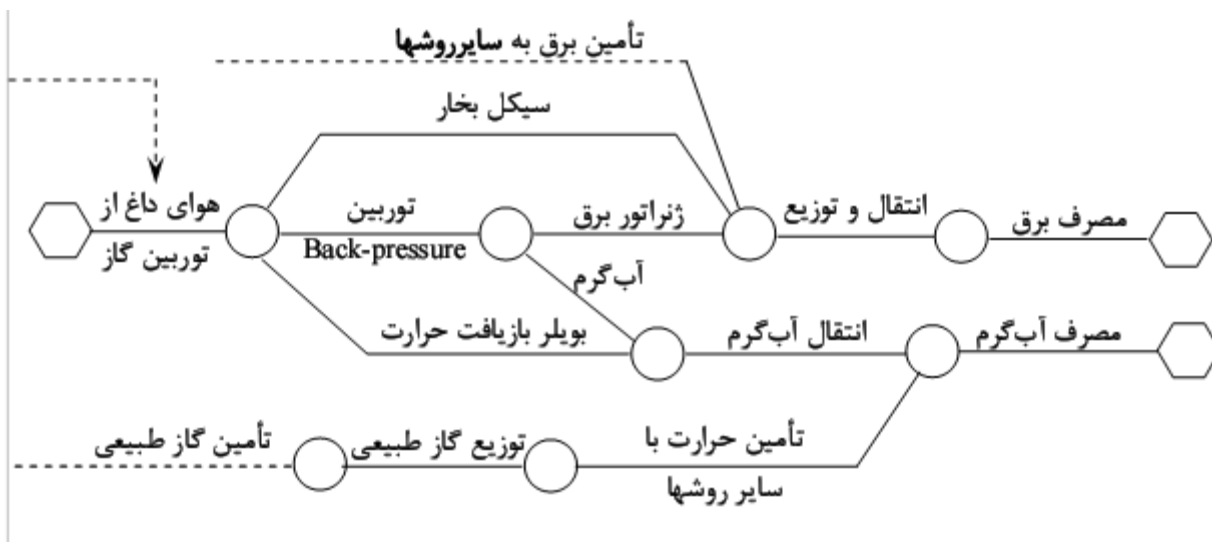 تأمین برق به سایرروشها
سیکل بخار
هوای داغ از
توربین گاز
توربین
Back-pressure
ژنراتور برق
انتقال و توزیع
مصرف برق
آب‌گرم
بویلر بازیافت حرارت
انتقال آب‌گرم
مصرف آب‌گرم
تأمین گاز طبیعی
توزیع گاز طبیعی
تأمین حرارت با
سایر روشها